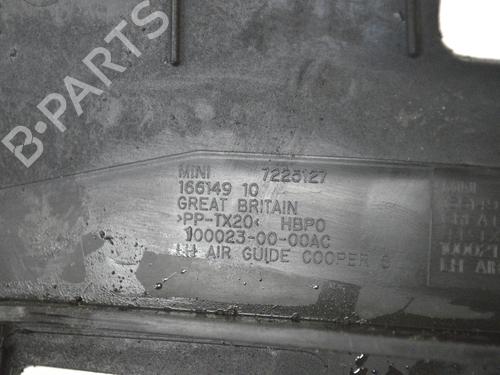 B-PARTS
MINI 7225127
166149 10
GREAT BRITAIN
>PP-TX20< HBPO
100023-00-00AC
LH AIR GUIDE COOPER S